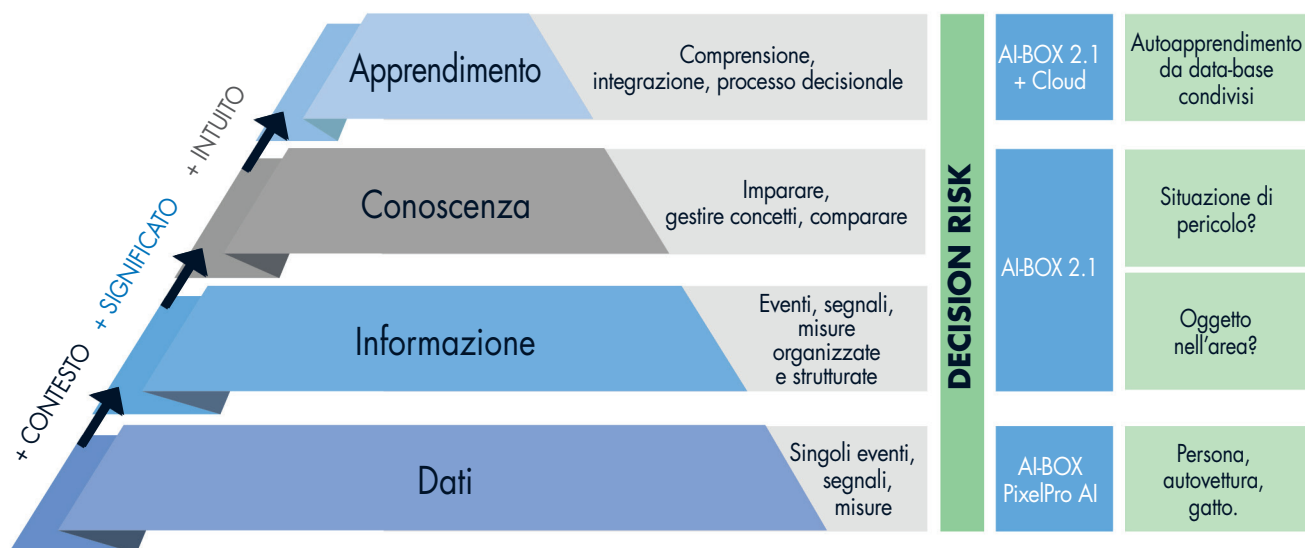 Apprendimento
Comprensione,
integrazione, processo decisionale
AI-BOX 2.1
+ Cloud
Autoapprendimento
da data-base
condivisi
+ INTUITO
Conoscenza
Imparare,
gestire concetti, comparare
Situazione di
pericolo?
+ SIGNIFICATO
DECISION RISK
AI-BOX 2.1
Informazione
Eventi, segnali,
misure
organizzate
e strutturate
Oggetto
nell'area?
+ CONTESTO
Dati
Singoli eventi,
segnali,
misure
AI-BOX
PixelPro AI
Persona,
autovettura,
gatto.